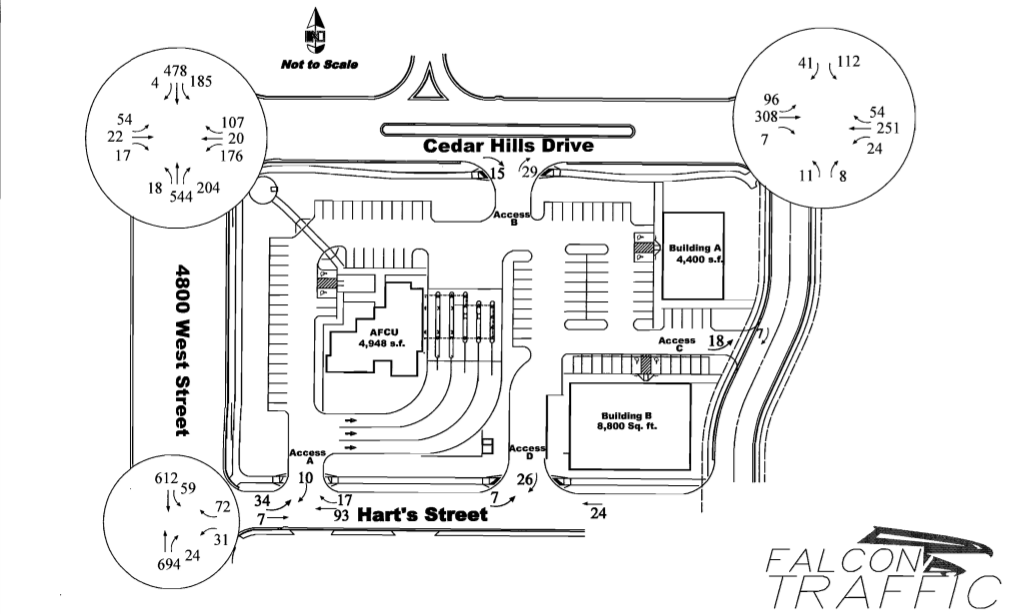 Not to Scale
4
478
185
54
22
17
107
20
176
18
544
204
41
112
96
308
7
54
251
24
11
8
Cedar Hills Drive
15
29
Access
B
Building A
4,400 s.f.
4800 West Street
AFCU
4,948 s.f.
Access
C
18
7
Building B
8,800 Sq. ft.
Access
A
10
Access
D
26
612
59
72
31
24
694
34
7
17
93
Hart's Street
7
24
FALCON
TRAFFIC